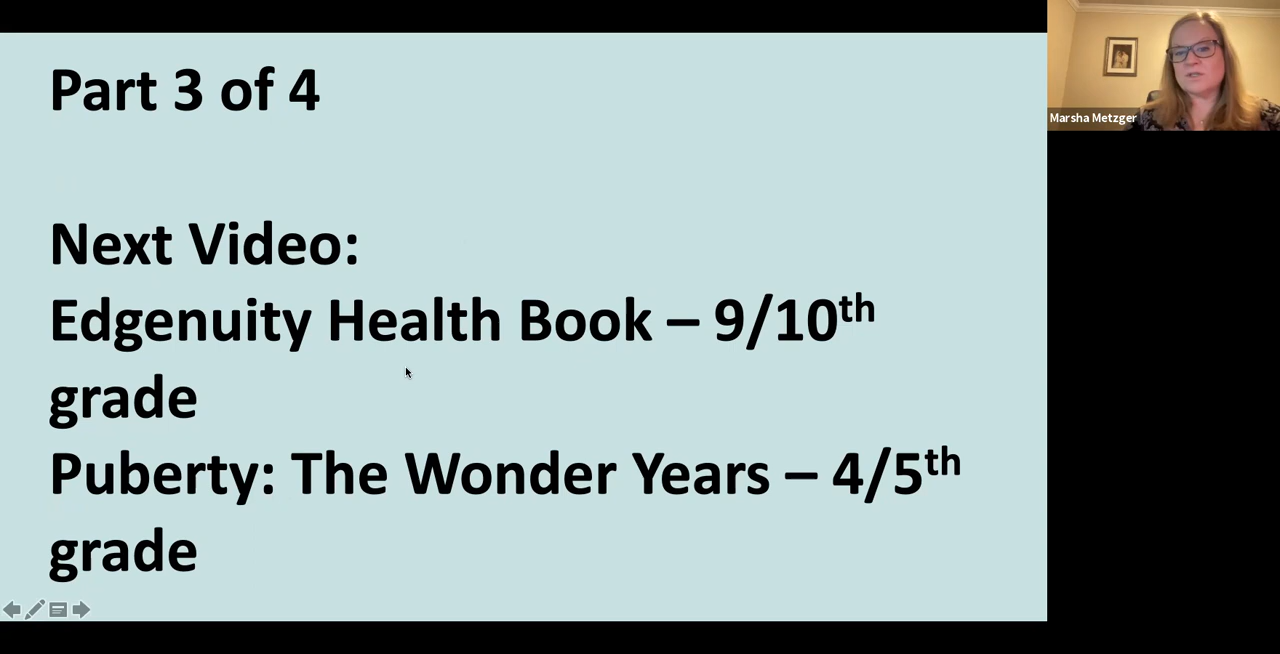 Part 3 of 4
Next Video:
Edgenuity Health Book – 9/10th
grade
Puberty: The Wonder Years – 4/5th
grade
Marsha Metzger